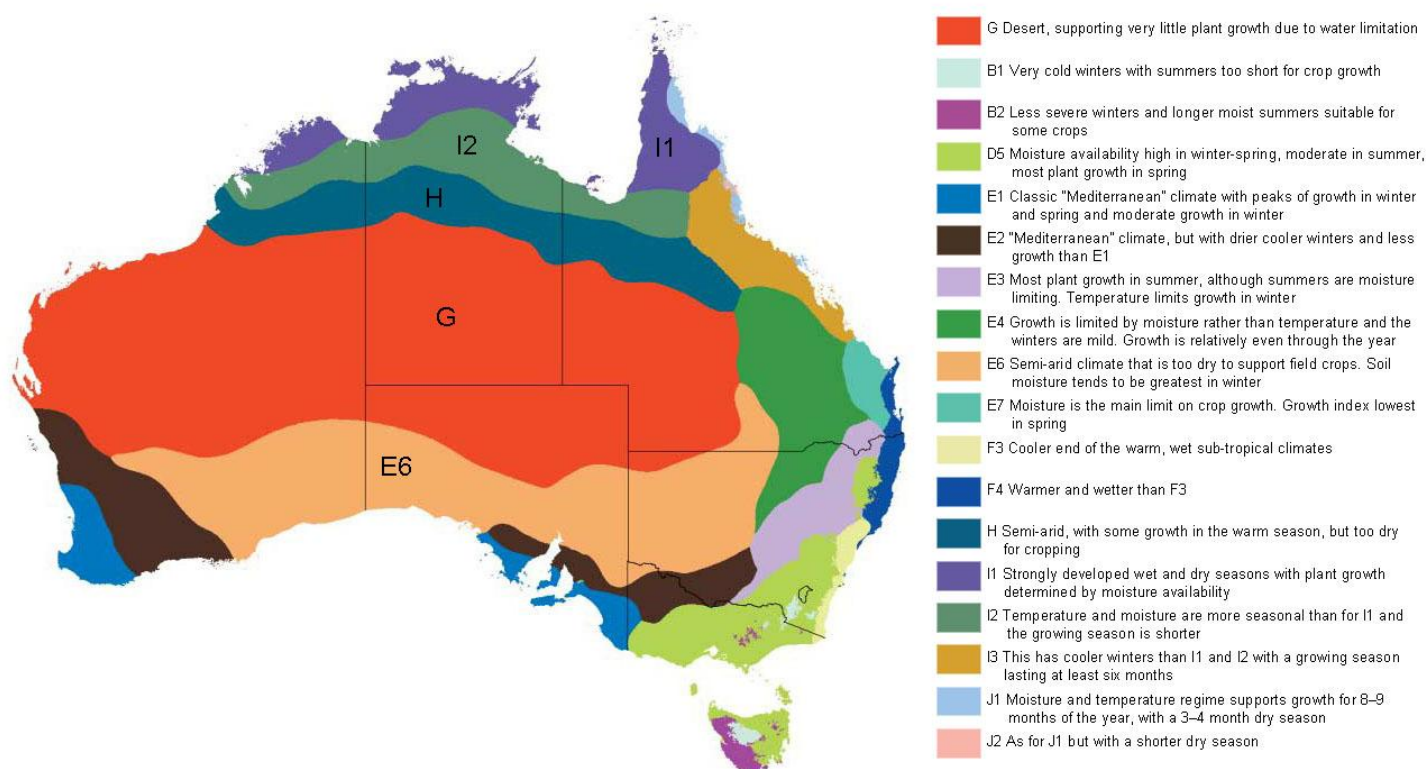 I2
I1
H
G
E6
G Desert, supporting very little plant growth due to water limitation
B1 Very cold winters with summers too short for crop growth
B2 Less severe winters and longer moist summers suitable for
some crops
D5 Moisture availability high in winter-spring, moderate in summer,
most plant growth in spring
E1 Classic "Mediterranean" climate with peaks of growth in winter
and spring and moderate growth in winter
E2 "Mediterranean" climate, but with drier cooler winters and less
growth than E1
E3 Most plant growth in summer, although summers are moisture
limiting. Temperature limits growth in winter
E4 Growth is limited by moisture rather than temperature and the
winters are mild. Growth is relatively even through the year
E6 Semi-arid climate that is too dry to support field crops. Soil
moisture tends to be greatest in winter
E7 Moisture is the main limit on crop growth. Growth index lowest
in spring
F3 Cooler end of the warm, wet sub-tropical climates
F4 Warmer and wetter than F3
H Semi-arid, with some growth in the warm season, but too dry
for cropping
I1 Strongly developed wet and dry seasons with plant growth
determined by moisture availability
I2 Temperature and moisture are more seasonal than for I1 and
the growing season is shorter
I3 This has cooler winters than I1 and I2 with a growing season
lasting at least six months
J1 Moisture and temperature regime supports growth for 8–9
months of the year, with a 3–4 month dry season
J2 As for J1 but with a shorter dry season